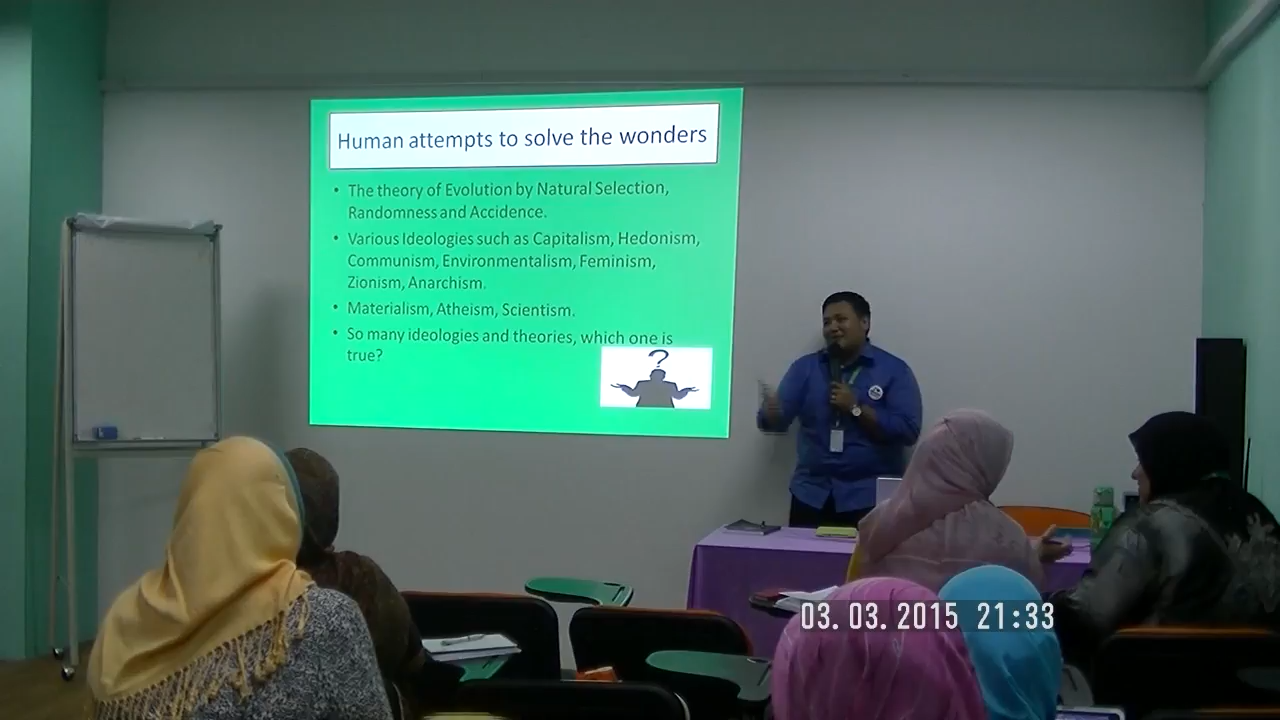 Human attempts to solve the wonders
• The theory of Evolution by Natural Selection,
Randomness and Accidence.
• Various Ideologies such as Capitalism, Hedonism,
Communism, Environmentalism, Feminism,
Zionism, Anarchism.
• Materialism, Atheism, Scientism.
• So many ideologies and theories, which one is
true?
?
03. 03. 2015 21:33